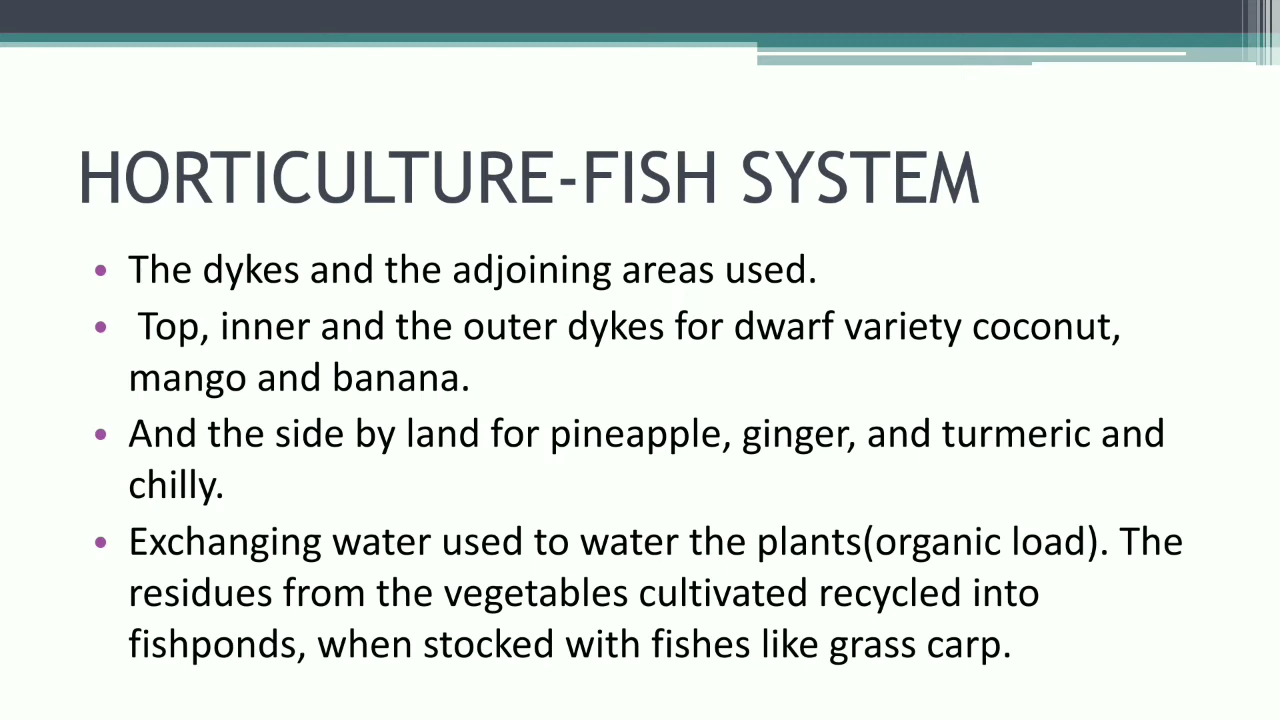 HORTICULTURE-FISH SYSTEM
• The dykes and the adjoining areas used.
• Top, inner and the outer dykes for dwarf variety coconut,
mango and banana.
• And the side by land for pineapple, ginger, and turmeric and
chilly.
• Exchanging water used to water the plants(organic load). The
residues from the vegetables cultivated recycled into
fishponds, when stocked with fishes like grass carp.